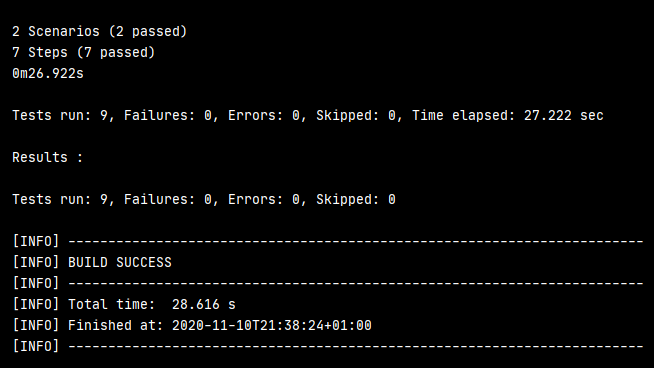 2 Scenarios (2 passed)
7 Steps (7 passed)
0m26.922s
Tests run: 9, Failures: 0, Errors: 0, Skipped: 0, Time elapsed: 27.222 sec
Results :
Tests run: 9, Failures: 0, Errors: 0, Skipped: 0
[INFO] ------------------------------------------------------------------------
[INFO] BUILD SUCCESS
[INFO] ------------------------------------------------------------------------
[INFO] Total time:  28.616 s
[INFO] Finished at: 2020-11-10T21:38:24+01:00
[INFO] ------------------------------------------------------------------------